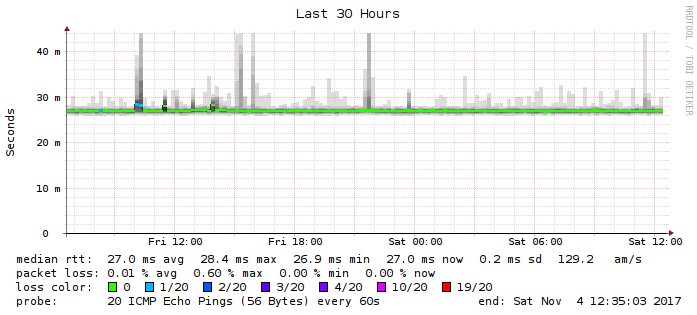 Last 30 Hours
RRDTOOL / TOBI OETIKER
Seconds
40 m
30 m
20 m
10 m
0
Fri 12:00 Fri 18:00 Sat 00:00 Sat 06:00 Sat 12:00
median rtt: 27.0 ms avg 28.4 ms max 26.9 ms min 27.0 ms now 0.2 ms sd 129.2 am/s
packet loss: 0.01 % avg 0.60 % max 0.00 % min 0.00 % now
loss color: 0 1/20 2/20 3/20 4/20 10/20 19/20
probe: 20 ICMP Echo Pings (56 Bytes) every 60s end: Sat Nov 4 12:35:03 2017